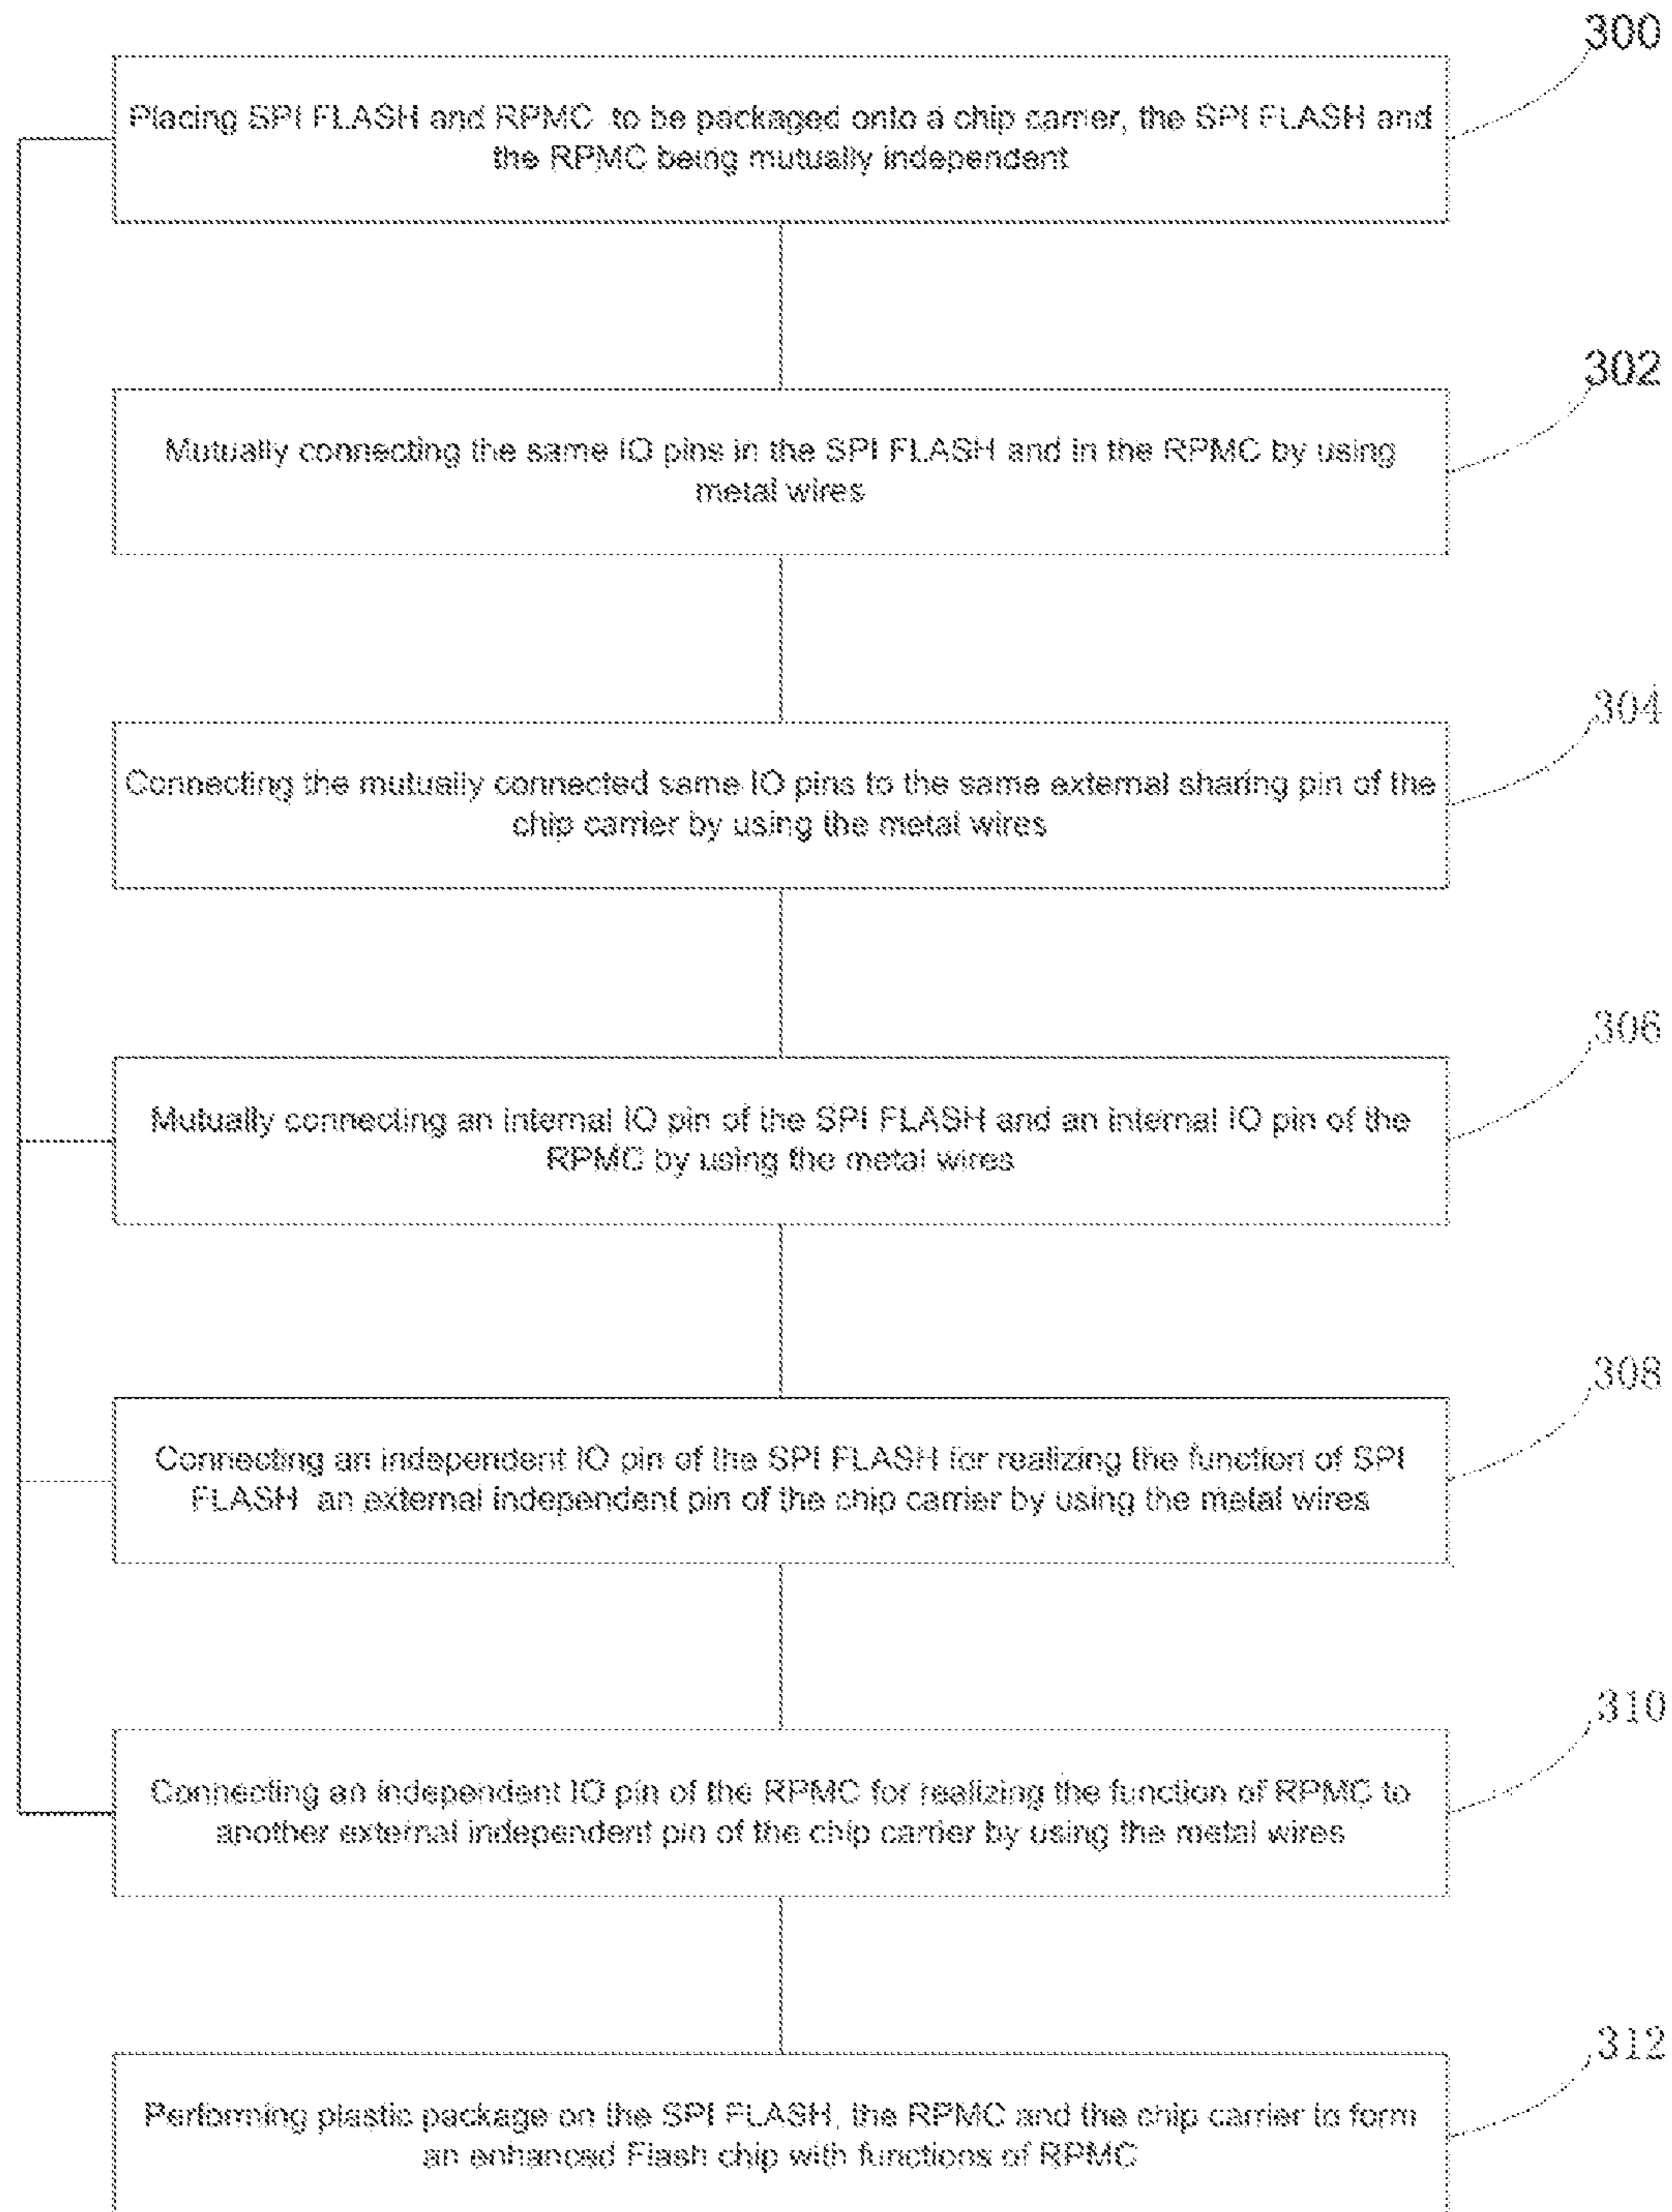 300
Placing SPI FLASH and RPMC to be packaged onto a chip carrier, the SPI FLASH and
the RPMC being mutually independent
302
Mutually connecting the same IO pins in the SPI FLASH and in the RPMC by using
metal wires
304
Connecting the mutually connected same IO pins to the same external sharing pin of the
chip carrier by using the metal wires
306
Mutually connecting an internal IO pin of the SPI FLASH and an internal IO pin of the
RPMC by using the metal wires
308
Connecting an independent IO pin of the SPI FLASH for realizing the function of SPI
FLASH an external independent pin of the chip carrier by using the metal wires
310
Connecting an independent IO pin of the RPMC for realizing the function of RPMC to
another external independent pin of the chip carrier by using the metal wires
312
Performing plastic package on the SPI FLASH, the RPMC and the chip carrier to form
an enhanced Flash chip with functions of RPMC